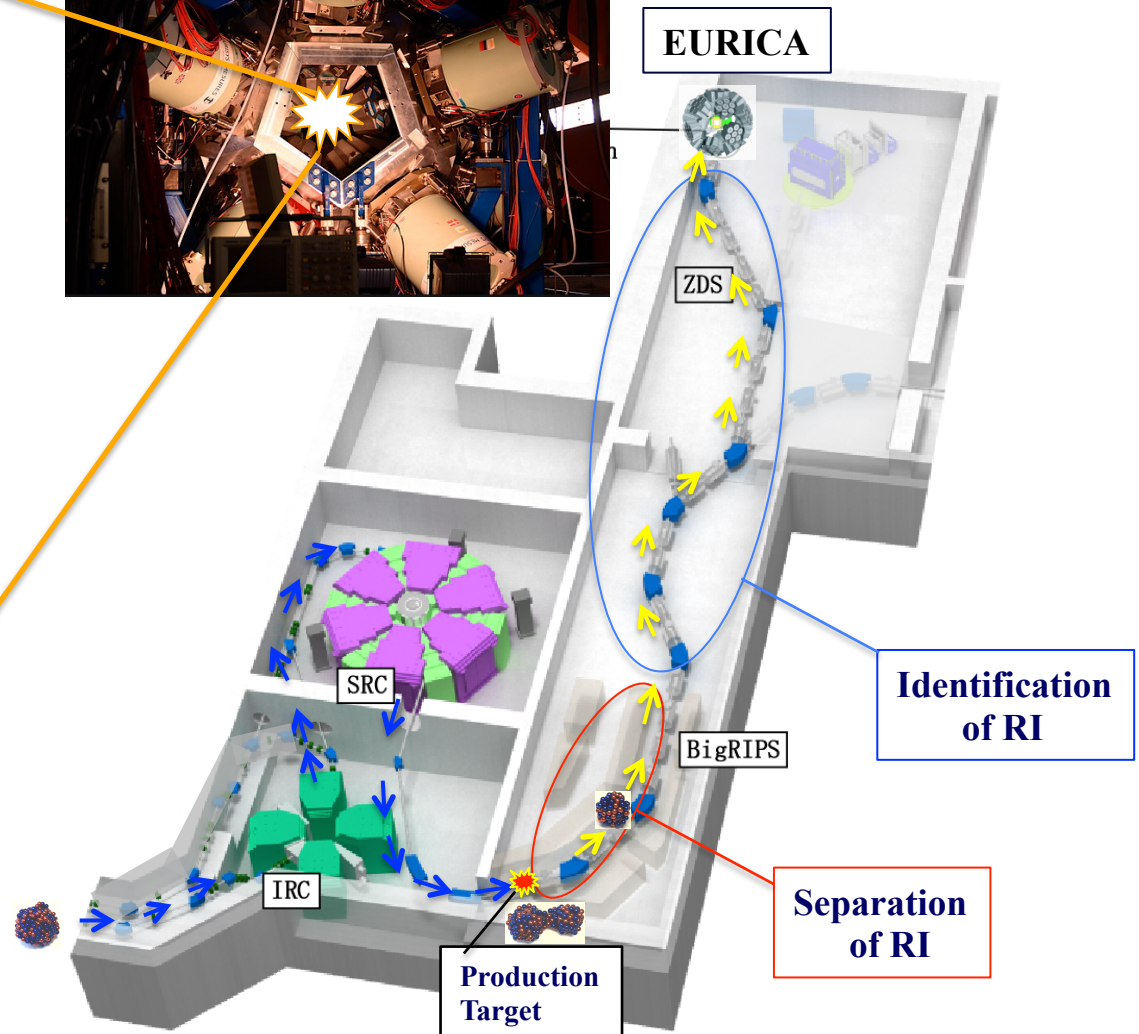 EURICA
n
ZDS
Identification
of RI
SRC
BigRIPS
IRC
Separation
of RI
Production
Target